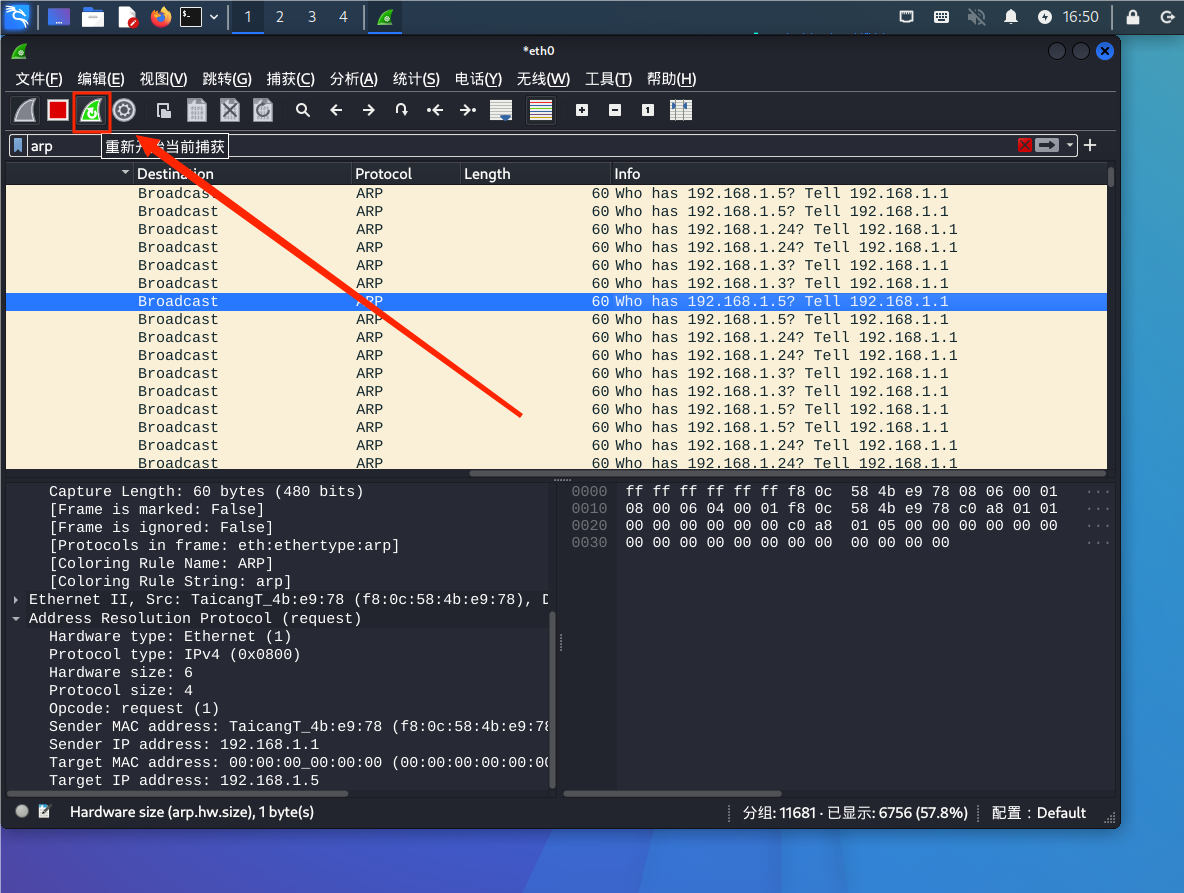 1 2 3 4 16:50
*eth0
文件(F) 编辑(E) 视图(V) 跳转(G) 捕获(C) 分析(A) 统计(S) 电话(Y) 无线(W) 工具(T) 帮助(H)
arp
重新开始当前捕获
Destination Protocol Length Info
Broadcast ARP 60 Who has 192.168.1.5? Tell 192.168.1.1
Broadcast ARP 60 Who has 192.168.1.5? Tell 192.168.1.1
Broadcast ARP 60 Who has 192.168.1.24? Tell 192.168.1.1
Broadcast ARP 60 Who has 192.168.1.24? Tell 192.168.1.1
Broadcast ARP 60 Who has 192.168.1.3? Tell 192.168.1.1
Broadcast ARP 60 Who has 192.168.1.3? Tell 192.168.1.1
Broadcast ARP 60 Who has 192.168.1.5? Tell 192.168.1.1
Broadcast ARP 60 Who has 192.168.1.5? Tell 192.168.1.1
Broadcast ARP 60 Who has 192.168.1.24? Tell 192.168.1.1
Broadcast ARP 60 Who has 192.168.1.24? Tell 192.168.1.1
Broadcast ARP 60 Who has 192.168.1.3? Tell 192.168.1.1
Broadcast ARP 60 Who has 192.168.1.3? Tell 192.168.1.1
Broadcast ARP 60 Who has 192.168.1.5? Tell 192.168.1.1
Broadcast ARP 60 Who has 192.168.1.5? Tell 192.168.1.1
Broadcast ARP 60 Who has 192.168.1.24? Tell 192.168.1.1
Broadcast ARP 60 Who has 192.168.1.24? Tell 192.168.1.1
Capture Length: 60 bytes (480 bits)
[Frame is marked: False]
[Frame is ignored: False]
[Protocols in frame: eth:ethertype:arp]
[Coloring Rule Name: ARP]
[Coloring Rule String: arp]
Ethernet II, Src: TaicangT_4b:e9:78 (f8:0c:58:4b:e9:78), D
Address Resolution Protocol (request)
Hardware type: Ethernet (1)
Protocol type: IPv4 (0x0800)
Hardware size: 6
Protocol size: 4
Opcode: request (1)
Sender MAC address: TaicangT_4b:e9:78 (f8:0c:58:4b:e9:78
Sender IP address: 192.168.1.1
Target MAC address: 00:00:00_00:00:00 (00:00:00:00:00:00
Target IP address: 192.168.1.5
0000 ff ff ff ff ff ff f8 0c 58 4b e9 78 08 06 00 01 ···
0010 08 00 06 04 00 01 f8 0c 58 4b e9 78 c0 a8 01 01 ···
0020 00 00 00 00 00 00 c0 a8 01 05 00 00 00 00 00 00 ···
0030 00 00 00 00 00 00 00 00 00 00 00 00 ···
Hardware size (arp.hw.size), 1 byte(s) 分组: 11681 · 已显示: 6756 (57.8%) 配置：Default